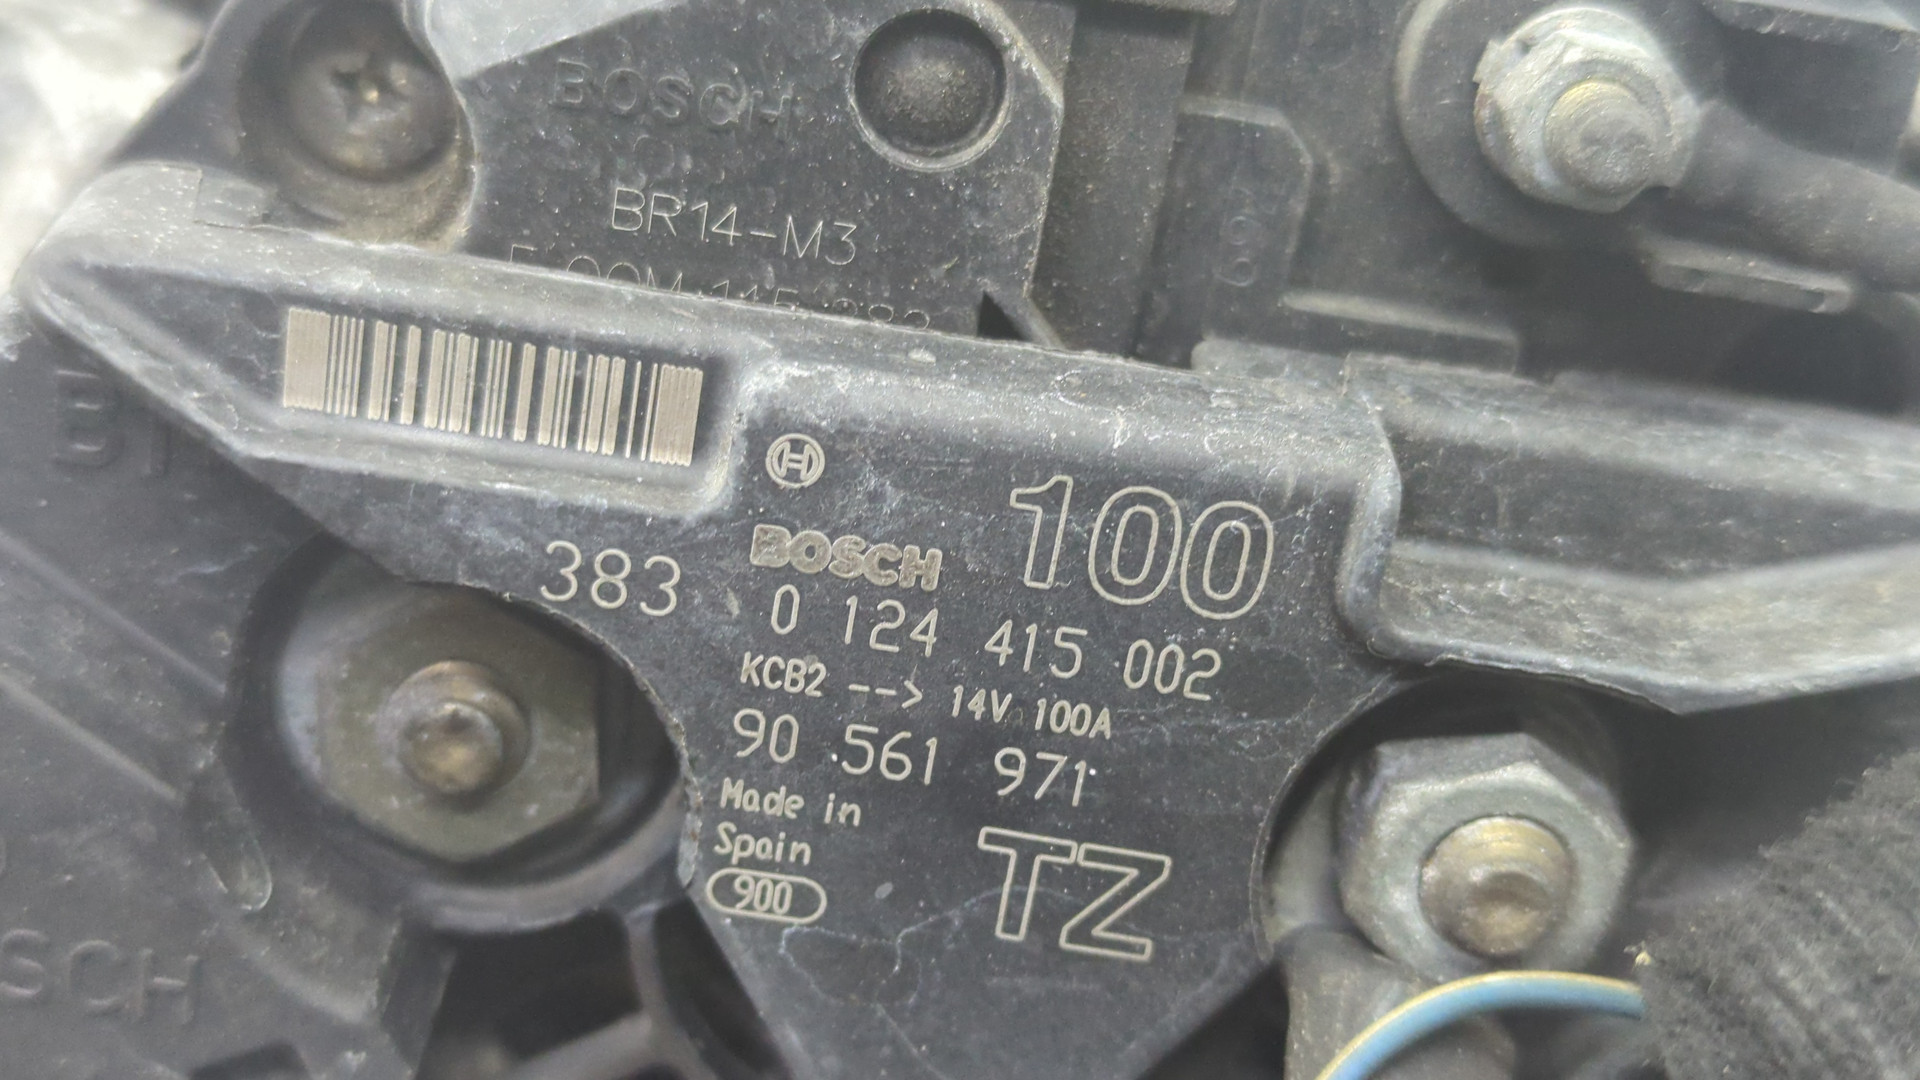 BOSCH
BR14-M3
769
100
BOSCH
383
0 124 415 002
KCB2 --> 14V 100A
90 561 971
Made in
Spain
900
TZ
SCH